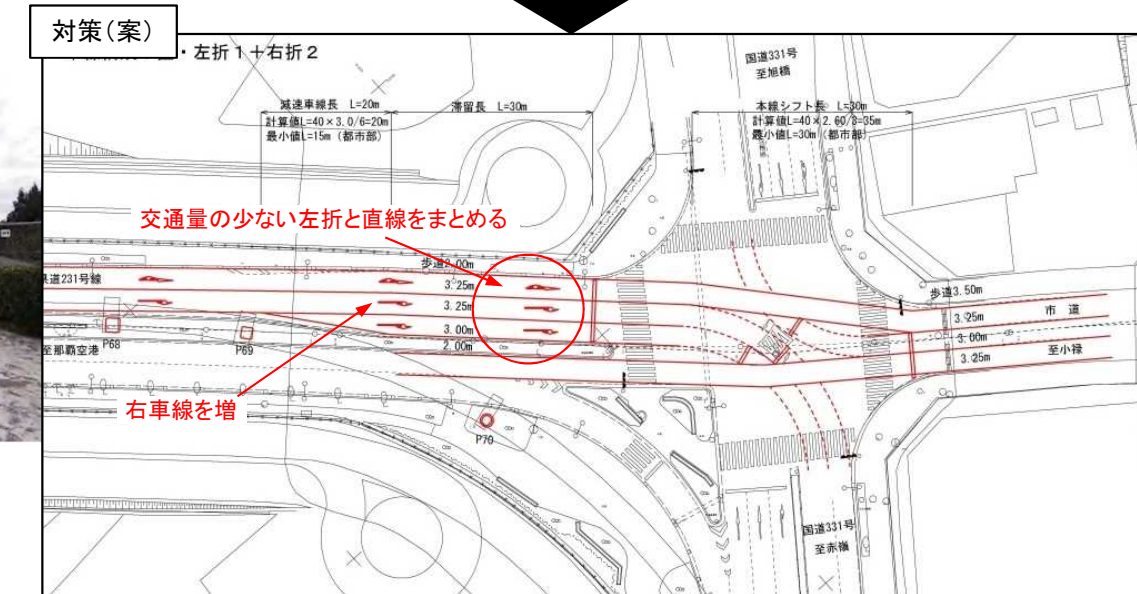 対策（案）
・左折１＋右折２
国道331号
至旭橋
減速車線長 L=20m
計算値L=40×3.0/6=20m
最小値L=15m（都市部）
滞留長 L=30m
本線シフト長 L=30m
計算値L=40×2.60/3=35m
最小値L=30m（都市部）
交通量の少ない左折と直線をまとめる
県道231号線
歩道2.00m
3.25m
3.25m
3.00m
2.00m
歩道3.50m
3.25m
3.00m
3.25m
市 道
至小禄
P68
P69
至那覇空港
右車線を増
P70
国道331号
至赤嶺